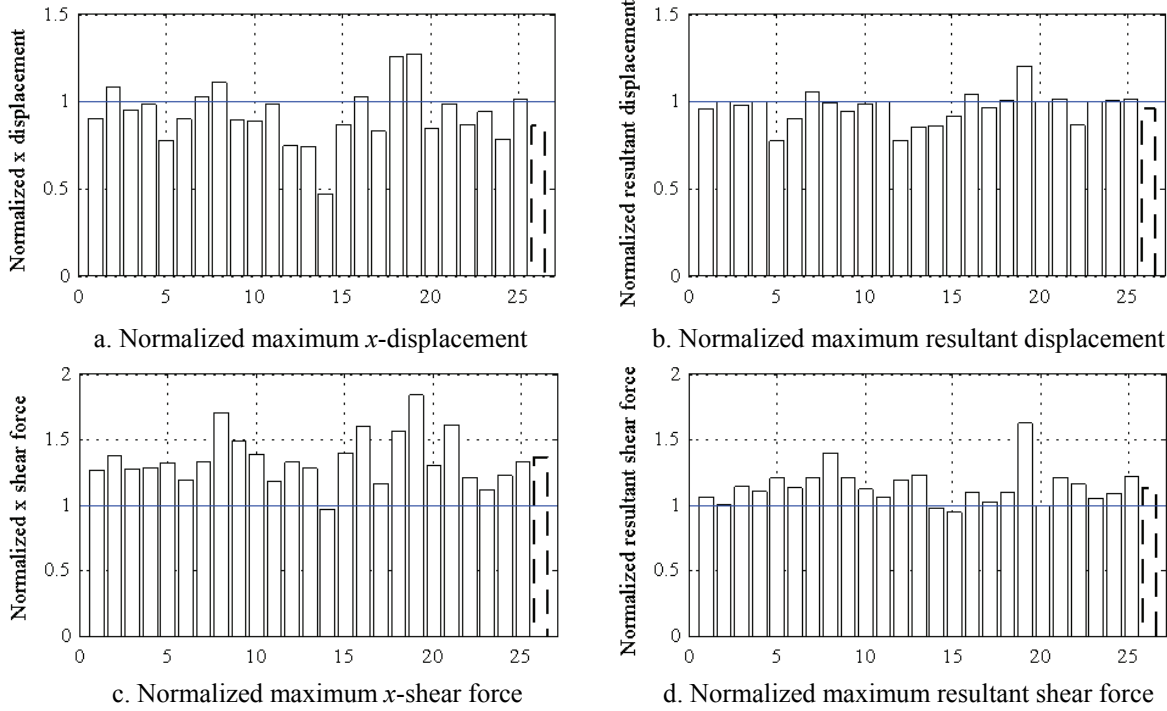 Normalized x displacement
1.5
1
0.5
0
0 5 10 15 20 25
a. Normalized maximum x-displacement
Normalized resultant displacement
1.5
1
0.5
0
0 5 10 15 20 25
b. Normalized maximum resultant displacement
Normalized x shear force
2
1.5
1
0.5
0
0 5 10 15 20 25
c. Normalized maximum x-shear force
Normalized resultant shear force
2
1.5
1
0.5
0
0 5 10 15 20 25
d. Normalized maximum resultant shear force